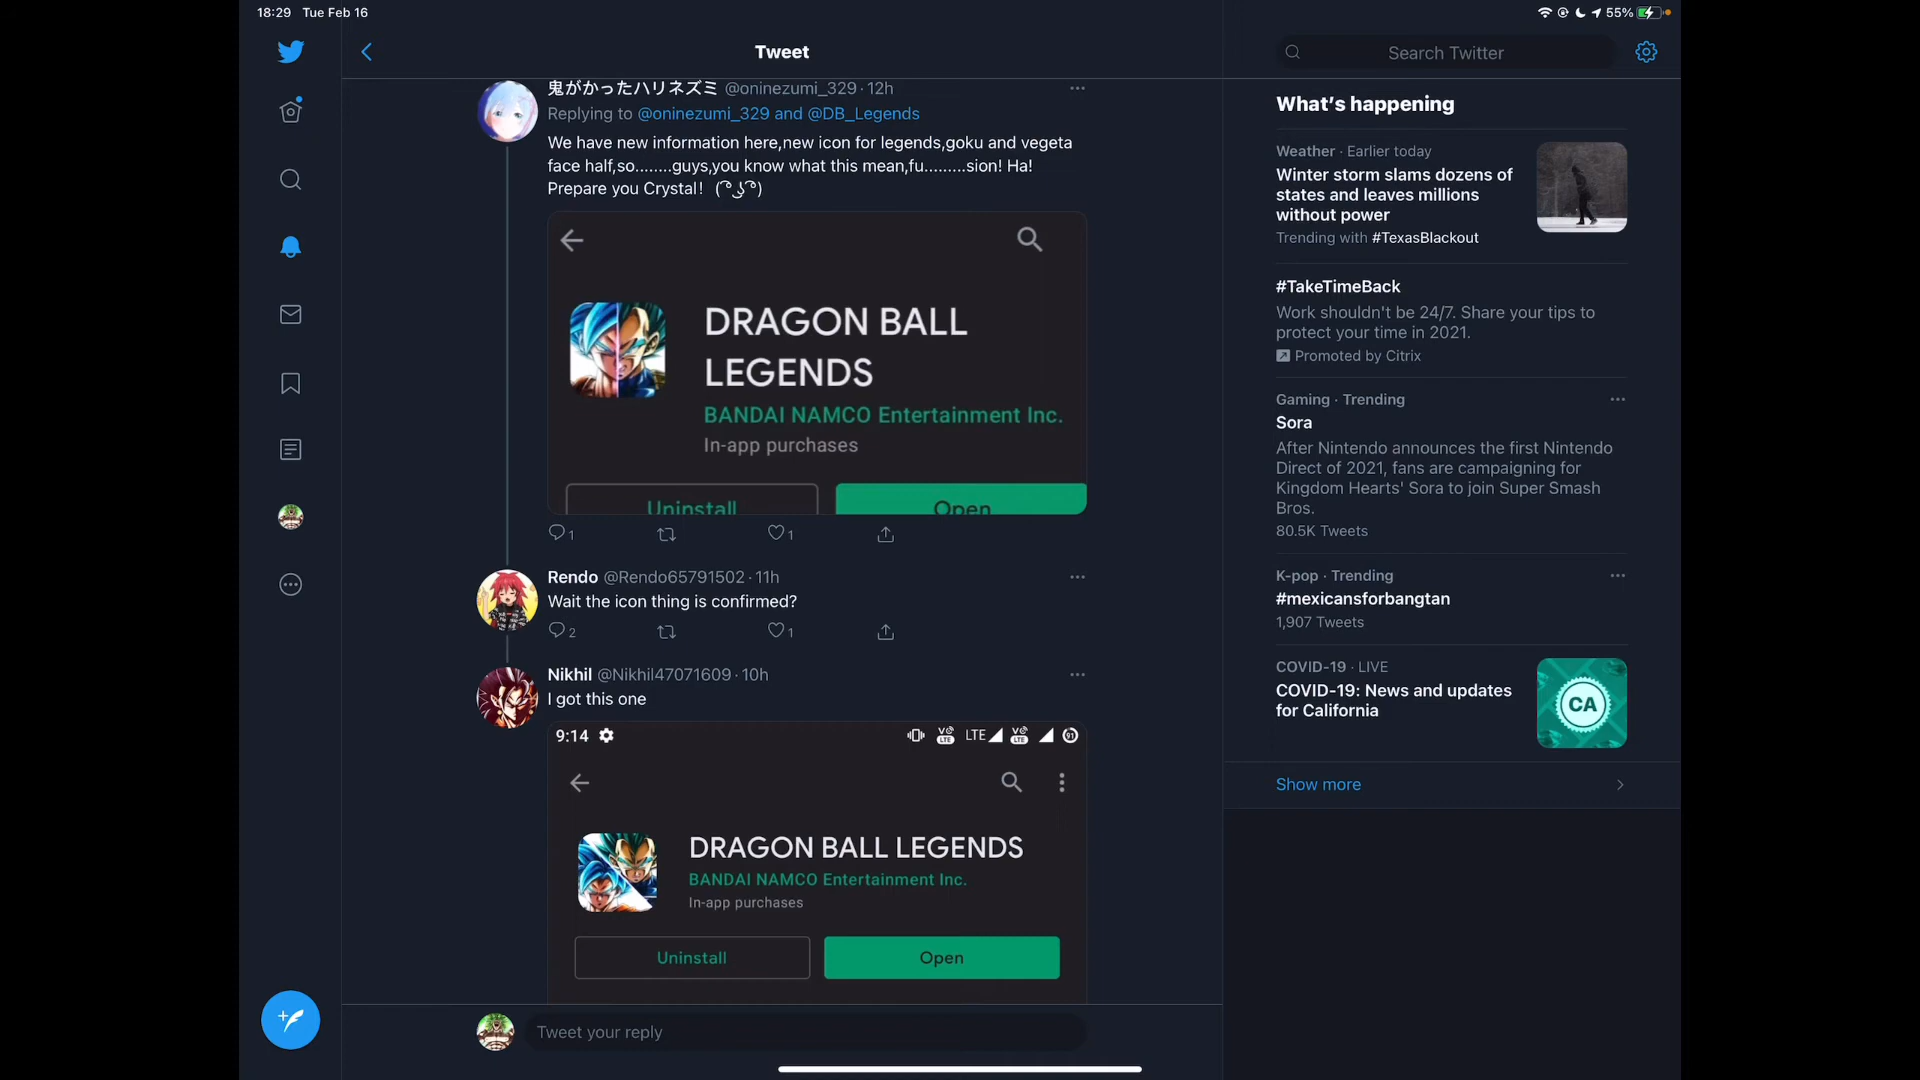 18:29 Tue Feb 16
55%
Tweet
Search Twitter
鬼がかったハリネズミ @oninezumi_329 · 12h
Replying to @oninezumi_329 and @DB_Legends
We have new information here,new icon for legends,goku and vegeta
face half,so........guys,you know what this mean,fu.........sion! Ha!
Prepare you Crystal! ( ͡° ͜ʖ ͡°)
DRAGON BALL
LEGENDS
BANDAI NAMCO Entertainment Inc.
In-app purchases
Uninstall
Open
1
1
Rendo @Rendo65791502 · 11h
Wait the icon thing is confirmed?
2
1
Nikhil @Nikhil47071609 · 10h
I got this one
9:14
LTE
91
DRAGON BALL LEGENDS
BANDAI NAMCO Entertainment Inc.
In-app purchases
Uninstall
Open
Tweet your reply
What's happening
Weather · Earlier today
Winter storm slams dozens of
states and leaves millions
without power
Trending with #TexasBlackout
#TakeTimeBack
Work shouldn't be 24/7. Share your tips to
protect your time in 2021.
Promoted by Citrix
Gaming · Trending
Sora
After Nintendo announces the first Nintendo
Direct of 2021, fans are campaigning for
Kingdom Hearts' Sora to join Super Smash
Bros.
80.5K Tweets
K-pop · Trending
#mexicansforbangtan
1,907 Tweets
COVID-19 · LIVE
COVID-19: News and updates
for California
CA
Show more